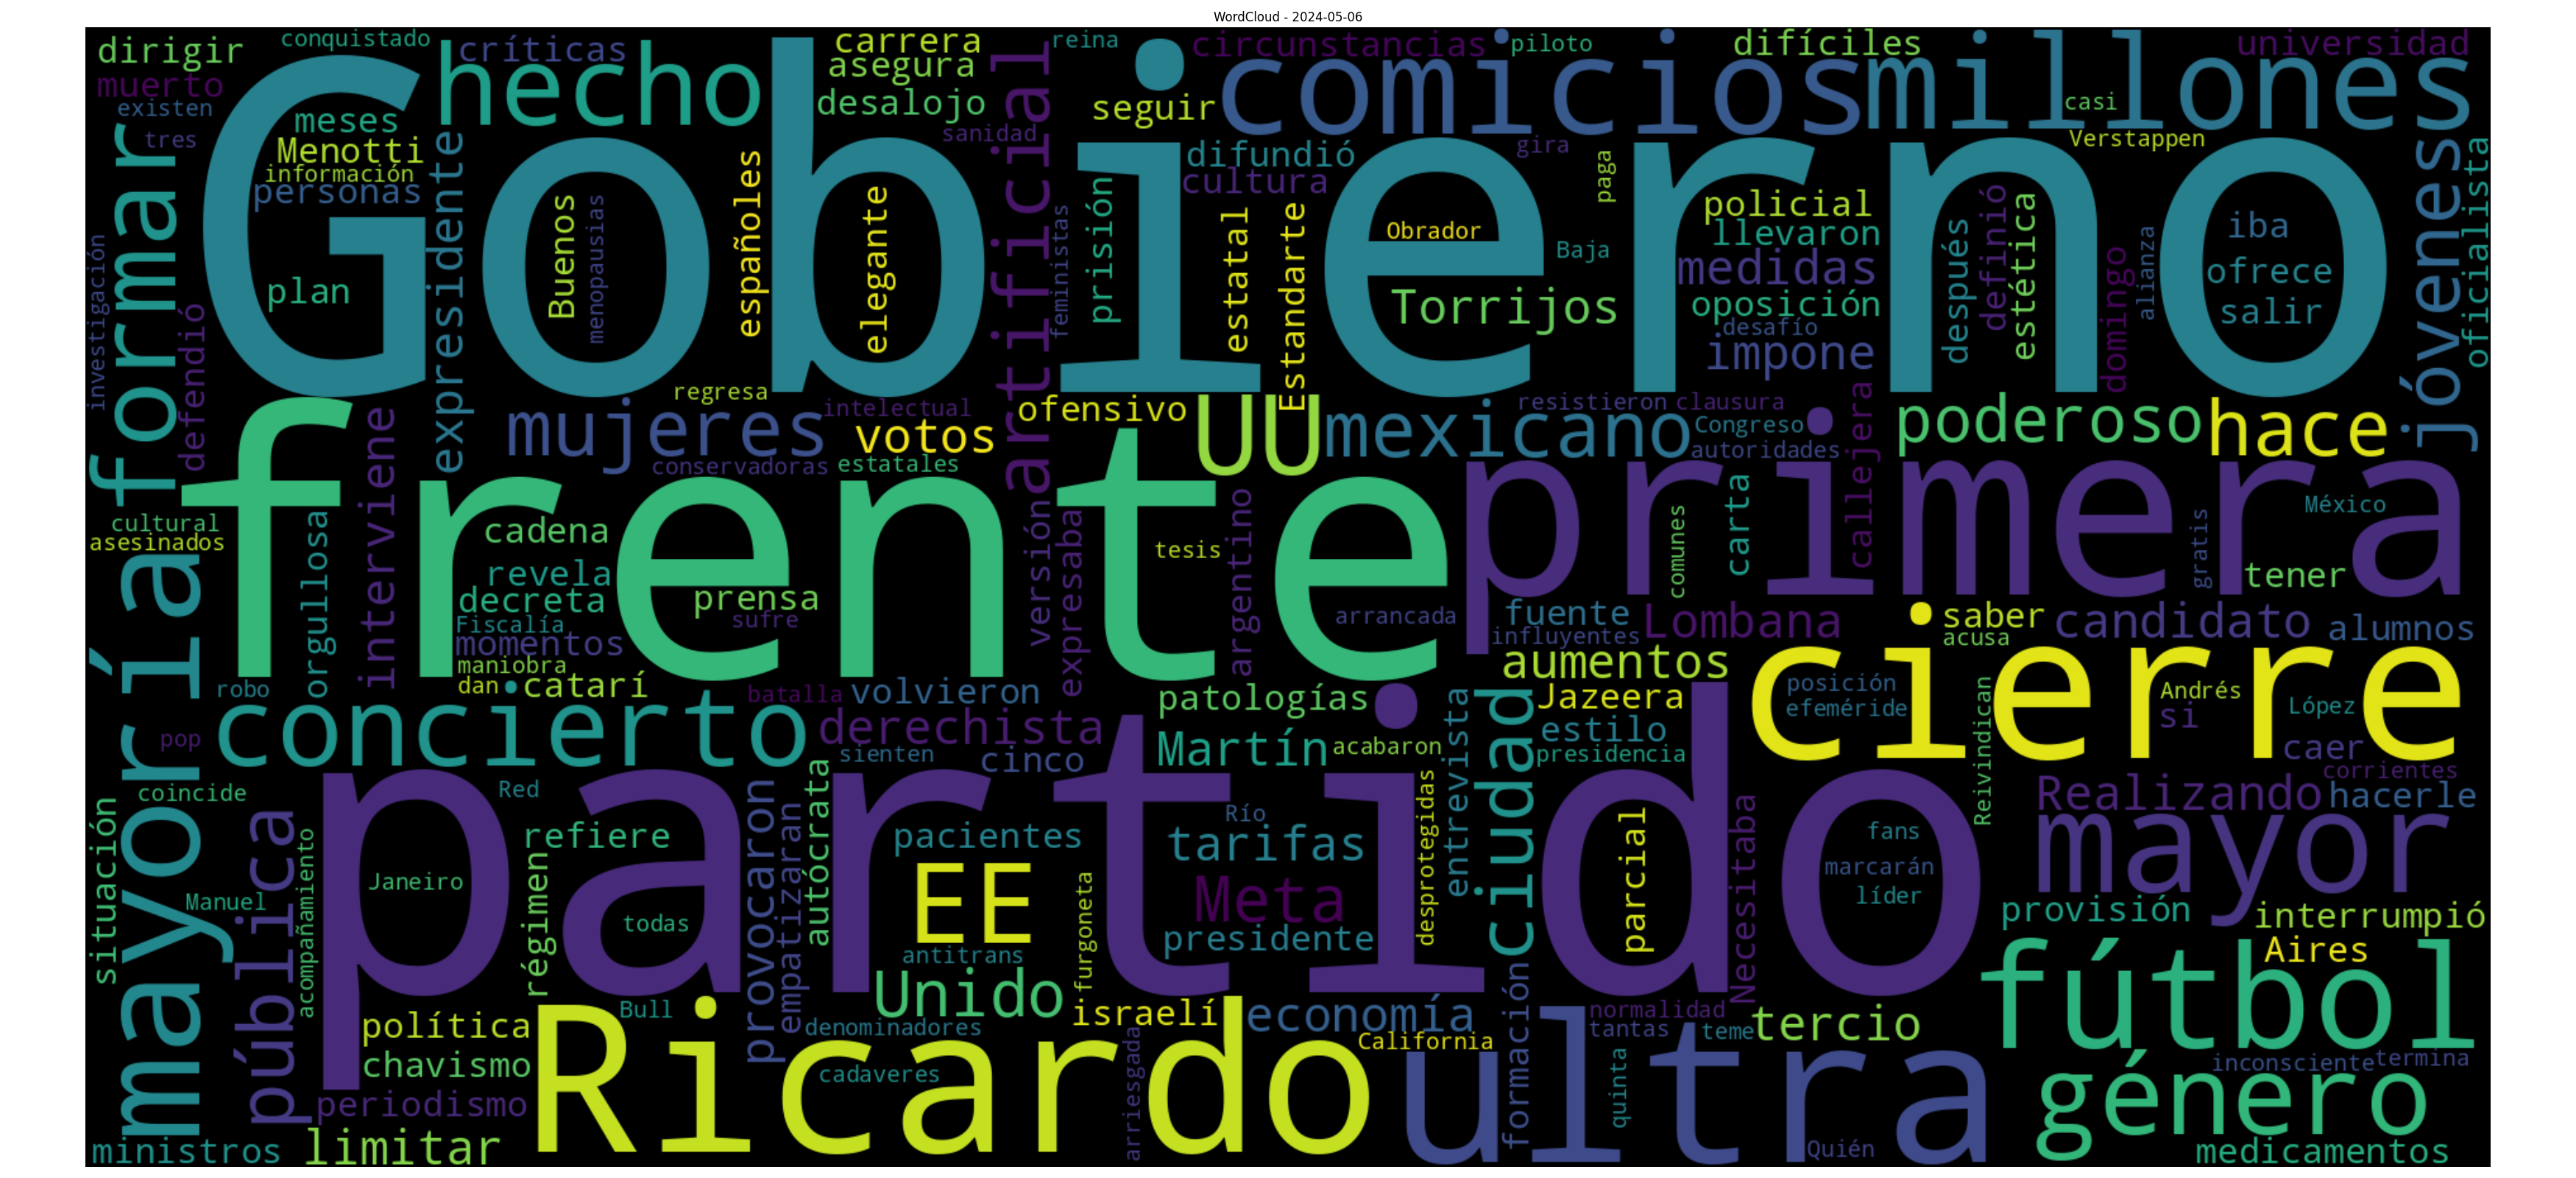 WordCloud - 2024-05-06
dirigir
conquistado
críticas
carrera
reina
circunstancias
piloto
difíciles
universidad
muerto
hecho
asegura
comicios
millones
existen
meses
desalojo
seguir
casi
tres
Menotti
sanidad
difundió
gira
Verstappen
información
personas
cultura
paga
Gobierno
formar
expresidente
Buenos
menopausias
españoles
elegante
artificial
feministas
prisión
estatal
Estandarte
Obrador
Baja
policial
llevaron
medidas
oposición
desafío
impone
después
definió
estética
domingo
alianza
iba
ofrece
salir
jóvenes
oficialista
investigación
defendió
plan
Torrijos
regresa
mujeres
intelectual
votos
ofensivo
UU
mexicano
resistieron
clausura
Congreso
autoridades
callejera
poderoso
hace
conservadoras
estatales
interviene
frente
primera
cultural
asesinados
orgullosa
cadena
revela
decreta
Fiscalía
momentos
maniobra
dan
catarí
prensa
sufre
versión
expresaba
tesis
argentino
arrancada
comunes
carta
gratis
México
tener
fuente
influyentes
Lombana
saber
acusa
candidato
alumnos
aumentos
cierre
mayoría
robo
pop
concierto
batalla
volvieron
derechista
sienten
cinco
patologías
Martín
acabaron
entrevista
ciudad
Jazeera
estilo
presidencia
posición
efeméride
Reivindican
Andrés
si
López
caer
corrientes
Realizando
hacerle
mayor
coincide
situación
Manuel
pública
acompañamiento
Janeiro
Red
refiere
régimen
todas
partido
provocaron
empatizaran
autócrata
pacientes
EE
antitrans
furgoneta
Río
tarifas
Meta
presidente
desprotegidas
parcial
Necesitaba
fans
marcarán
líder
provisión
interrumpió
Aires
fútbol
política
chavismo
periodismo
limitar
ministros
Bull
Ricardo
denominadores
cadaveres
Unido
israelí
arriesgada
economía
California
ultra
formación
normalidad
tantas
teme
tercio
quinta
Quién
inconsciente
termina
género
medicamentos